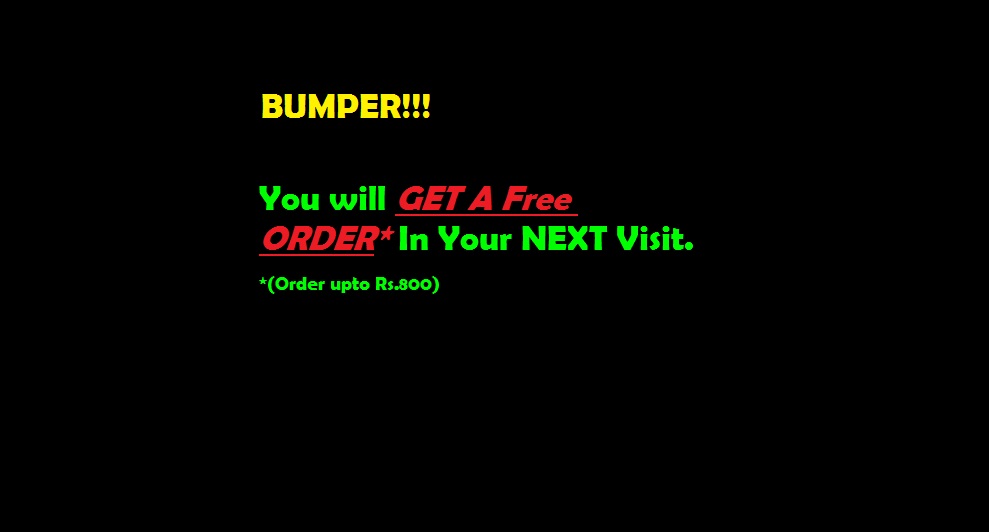 BUMPER!!!
You will GET A Free
ORDER* In Your NEXT Visit.
*(Order upto Rs.800)